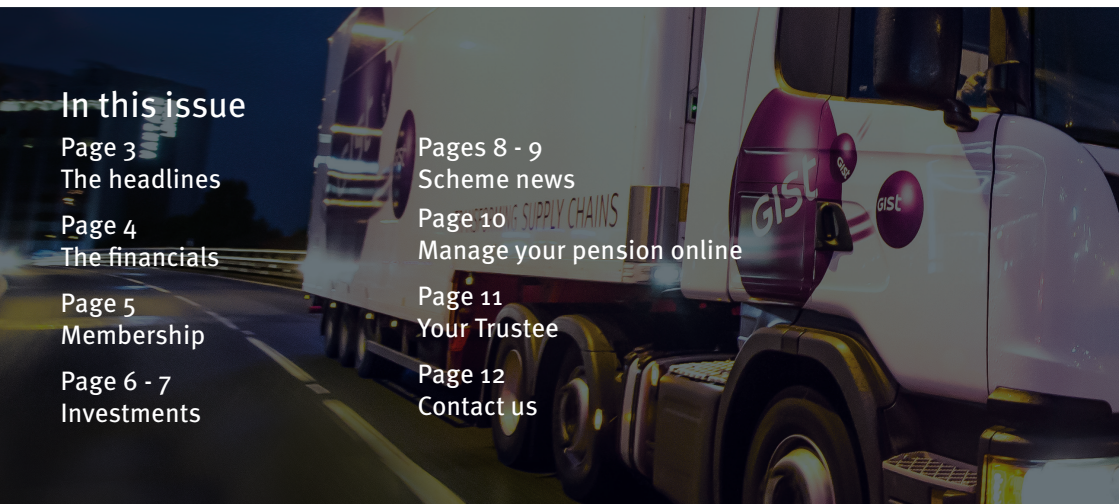 In this issue
Page 3
The headlines
Page 4
The financials
Page 5
Membership
Page 6 - 7
Investments
Pages 8 - 9
Scheme news
Page 10
Manage your pension online
Page 11
Your Trustee
Page 12
Contact us
SUPPLY CHAINS
GiST
GiST
GiST